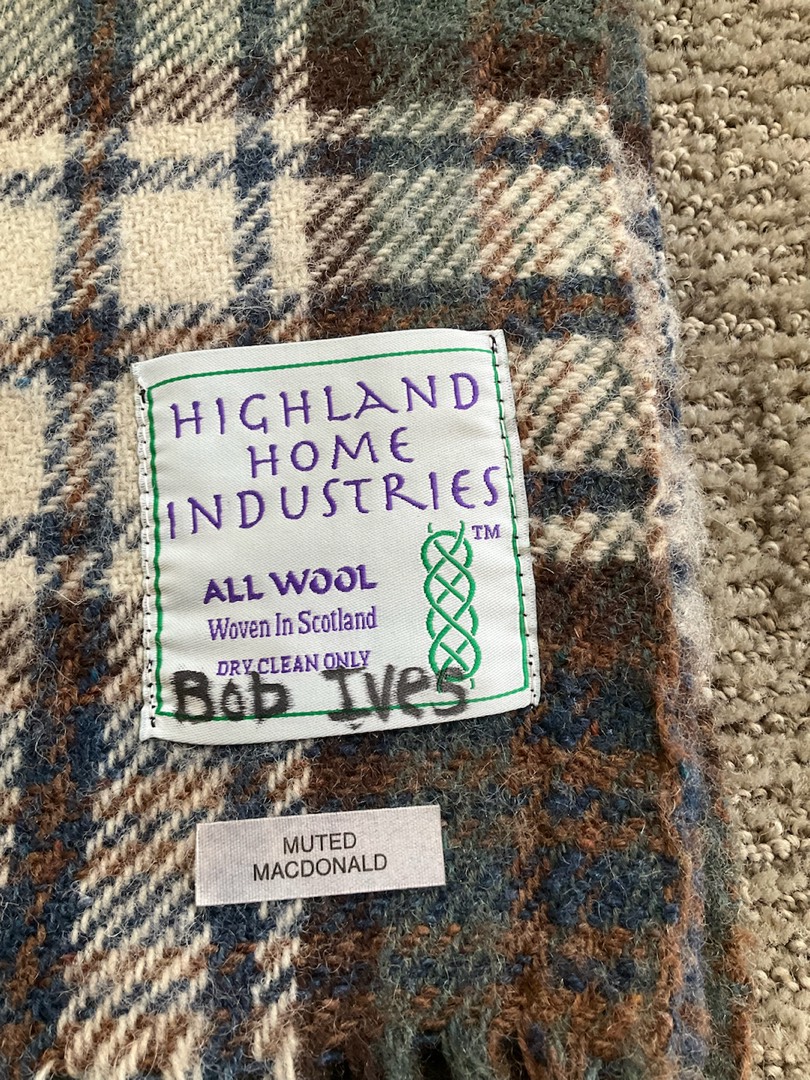 HIGHLAND
HOME
INDUSTRIES
TM
ALL WOOL
Woven In Scotland
DRY CLEAN ONLY
Bob Ives
MUTED
MACDONALD